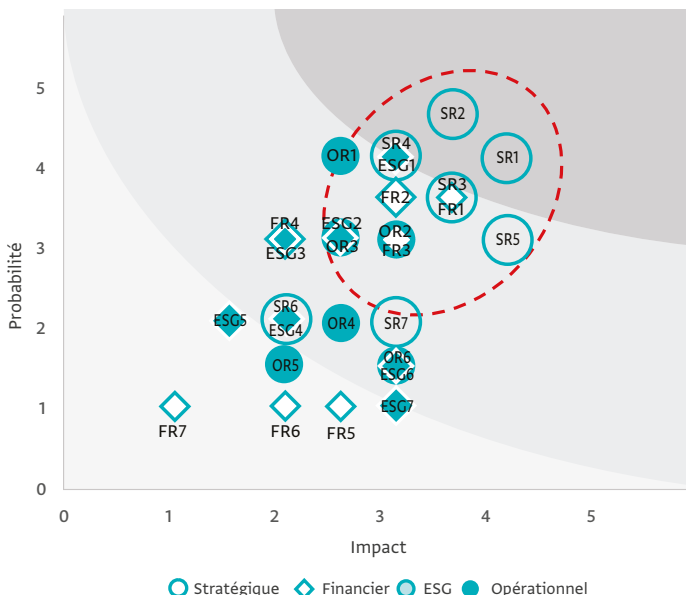 5
SR2
OR1
SR4
ESG1
SR1
4
FR2
SR3
FR1
FR4
ESG3
ESG2
OR3
OR2
FR3
SR5
3
Probabilité
ESG5
SR6
ESG4
OR4
SR7
2
OR5
OR6
ESG6
ESG7
1
FR7
FR6
FR5
0
0
1
2
3
4
5
Impact
Stratégique
Financier
ESG
Opérationnel